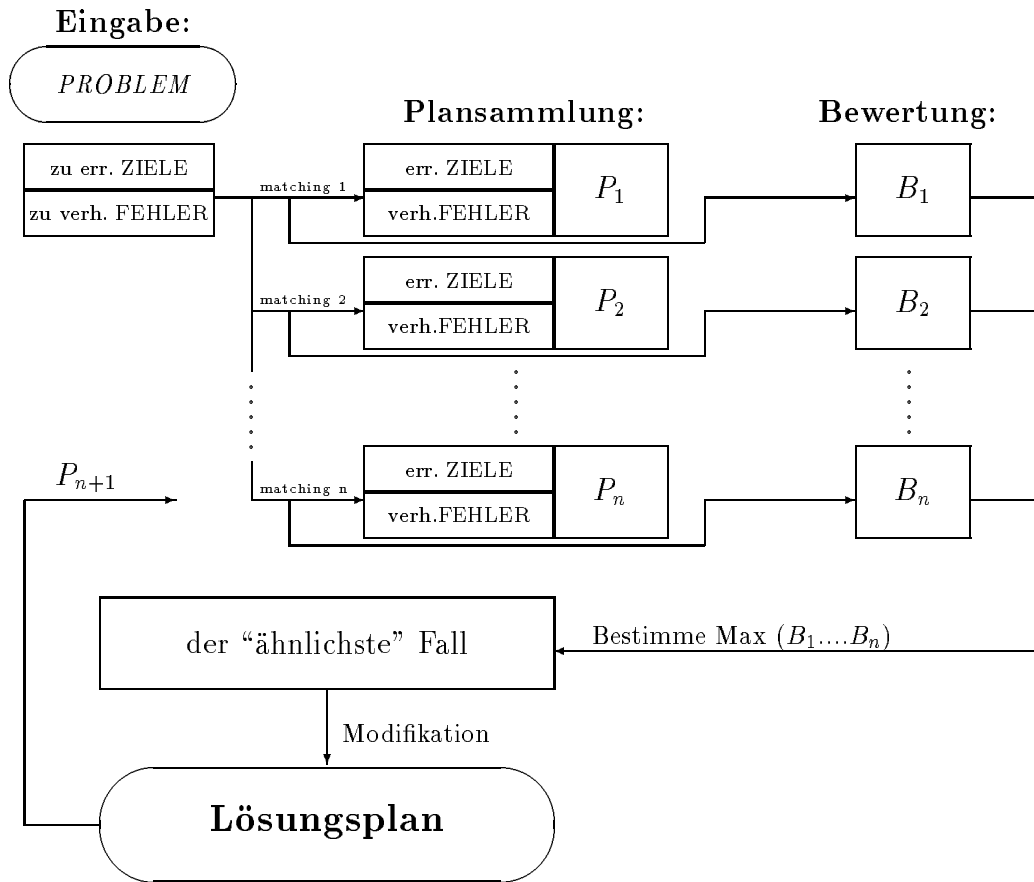 Eingabe:
PROBLEM
zu err. ZIELE
zu verh. FEHLER
Plansammlung:
Bewertung:
matching 1
err. ZIELE
verh.FEHLER
P1
B1
matching 2
err. ZIELE
verh.FEHLER
P2
B2
matching n
err. ZIELE
verh.FEHLER
Pn
Bn
Pn+1
der “ähnlichste” Fall
Bestimme Max (B1....Bn)
Modifikation
Lösungsplan